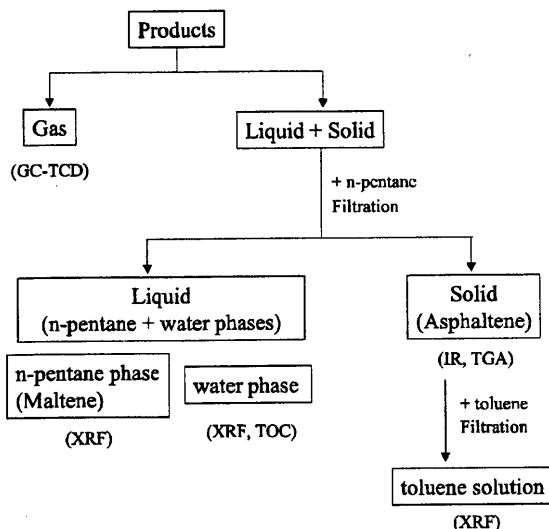 Products
Gas
Liquid + Solid
(GC-TCD)
+ n-pentane
Filtration
Liquid
(n-pentane + water phases)
Solid
(Asphaltene)
n-pentane phase
(Maltene)
water phase
(IR, TGA)
(XRF)
(XRF, TOC)
+ toluene
Filtration
toluene solution
(XRF)